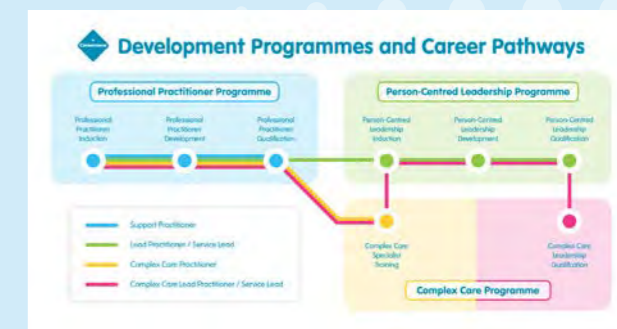 Development Programmes and Career Pathways
Professional Practitioner Programme
Person-Centred Leadership Programme
Professional
Practitioner
Induction
Professional
Practitioner
Development
Professional
Practitioner
Qualification
Person-Centred
Leadership
Induction
Person-Centred
Leadership
Development
Person-Centred
Leadership
Qualification
Support Practitioner
Lead Practitioner / Service Lead
Complex Care Practitioner
Complex Care Lead Practitioner / Service Lead
Complex Care
Specialist
Training
Complex Care
Leadership
Qualification
Complex Care Programme